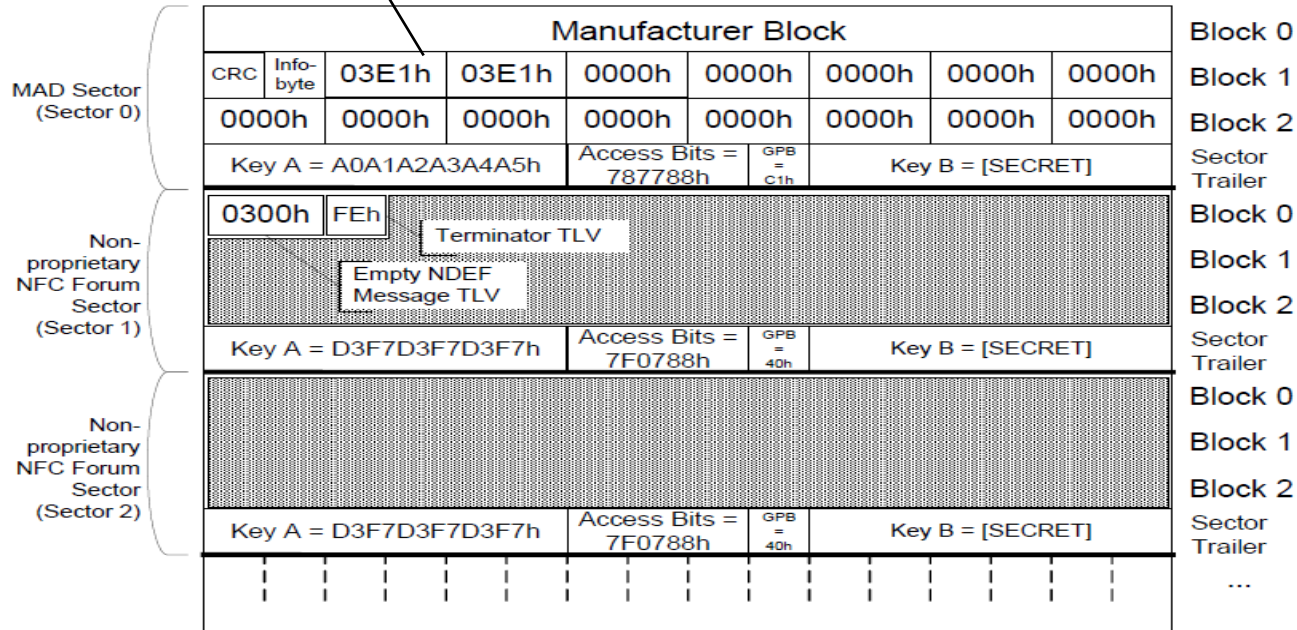 Manufacturer Block
Block 0
MAD Sector
(Sector 0)
CRC
Info-
byte
03E1h
03E1h
0000h
0000h
0000h
0000h
0000h
Block 1
0000h
0000h
0000h
0000h
0000h
0000h
0000h
0000h
Block 2
Key A = A0A1A2A3A4A5h
Access Bits =
787788h
GPB
=
C1h
Key B = [SECRET]
Sector
Trailer
Non-
proprietary
NFC Forum
Sector
(Sector 1)
0300h
FEh
Terminator TLV
Empty NDEF
Message TLV
Block 0
Block 1
Block 2
Key A = D3F7D3F7D3F7h
Access Bits =
7F0788h
GPB
=
40h
Key B = [SECRET]
Sector
Trailer
Non-
proprietary
NFC Forum
Sector
(Sector 2)
Block 0
Block 1
Block 2
Key A = D3F7D3F7D3F7h
Access Bits =
7F0788h
GPB
=
40h
Key B = [SECRET]
Sector
Trailer
...